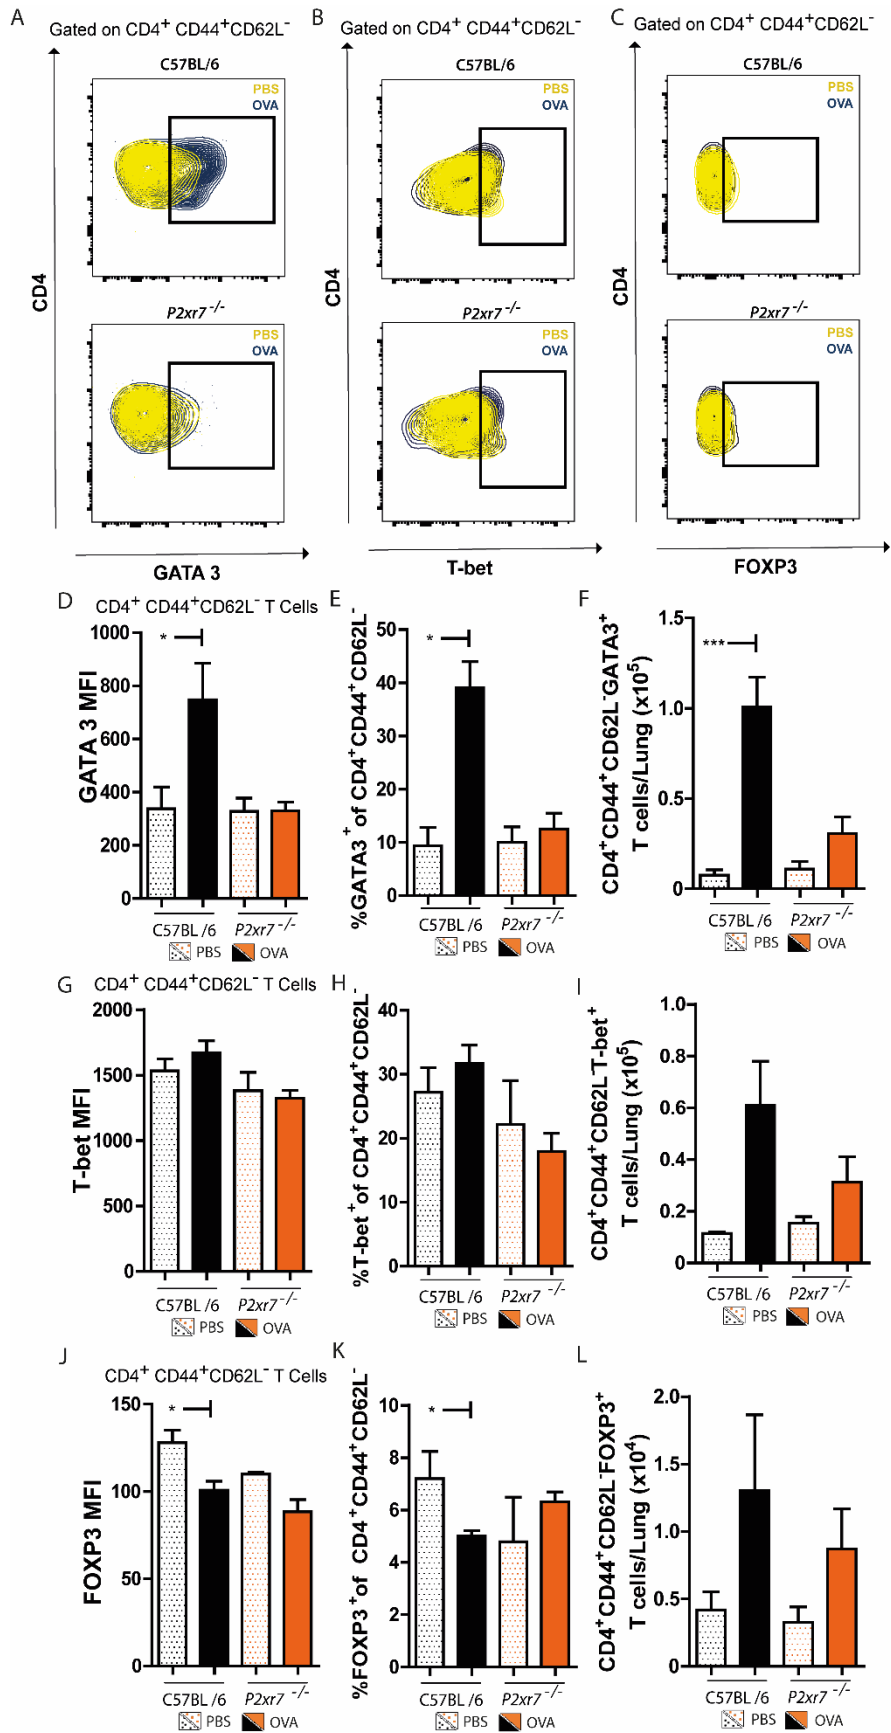 A
Gated on CD4⁺ CD44⁺CD62L⁻
C57BL/6
PBS
OVA
P2xr7 ⁻/⁻
PBS
OVA
CD4
GATA 3
B
Gated on CD4⁺ CD44⁺CD62L⁻
C57BL/6
PBS
OVA
P2xr7 ⁻/⁻
PBS
OVA
CD4
T-bet
C
Gated on CD4⁺ CD44⁺CD62L⁻
C57BL/6
PBS
OVA
P2xr7 ⁻/⁻
PBS
OVA
CD4
FOXP3
D
CD4⁺ CD44⁺CD62L⁻ T Cells
GATA 3 MFI
1000
800
600
400
200
0
*
C57BL /6
P2xr7 ⁻/⁻
PBS
OVA
E
%GATA3 ⁺ of CD4⁺CD44⁺CD62L⁻
50
40
30
20
10
0
*
C57BL /6
P2xr7 ⁻/⁻
PBS
OVA
F
CD4⁺CD44⁺CD62L⁻GATA3⁺
T cells/Lung (x10⁵)
1.5
1.0
0.5
0
***
C57BL /6
P2xr7 ⁻/⁻
PBS
OVA
G
CD4⁺ CD44⁺CD62L⁻ T Cells
T-bet MFI
2000
1500
1000
500
0
C57BL /6
P2xr7 ⁻/⁻
PBS
OVA
H
%T-bet⁺of CD4⁺CD44⁺CD62L⁻
40
30
20
10
0
C57BL /6
P2xr7 ⁻/⁻
PBS
OVA
I
CD4⁺CD44⁺CD62L⁻T-bet⁺
T cells/Lung (x10⁵)
1.0
0.8
0.6
0.4
0.2
0
C57BL /6
P2xr7 ⁻/⁻
PBS
OVA
J
CD4⁺ CD44⁺CD62L⁻ T Cells
FOXP3 MFI
150
100
50
0
*
C57BL /6
P2xr7 ⁻/⁻
PBS
OVA
K
%FOXP3⁺of CD4⁺CD44⁺CD62L⁻
10
8
6
4
2
0
*
C57BL /6
P2xr7 ⁻/⁻
PBS
OVA
L
CD4⁺CD44⁺CD62L⁻FOXP3⁺
T cells/Lung (x10⁴)
2.0
1.5
1.0
0.5
0
C57BL /6
P2xr7 ⁻/⁻
PBS
OVA